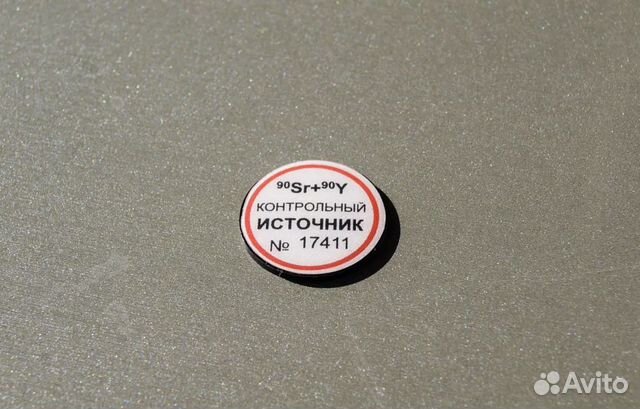 ⁹⁰Sr+⁹⁰Y
КОНТРОЛЬНЫЙ
ИСТОЧНИК
№ 17411
Avito